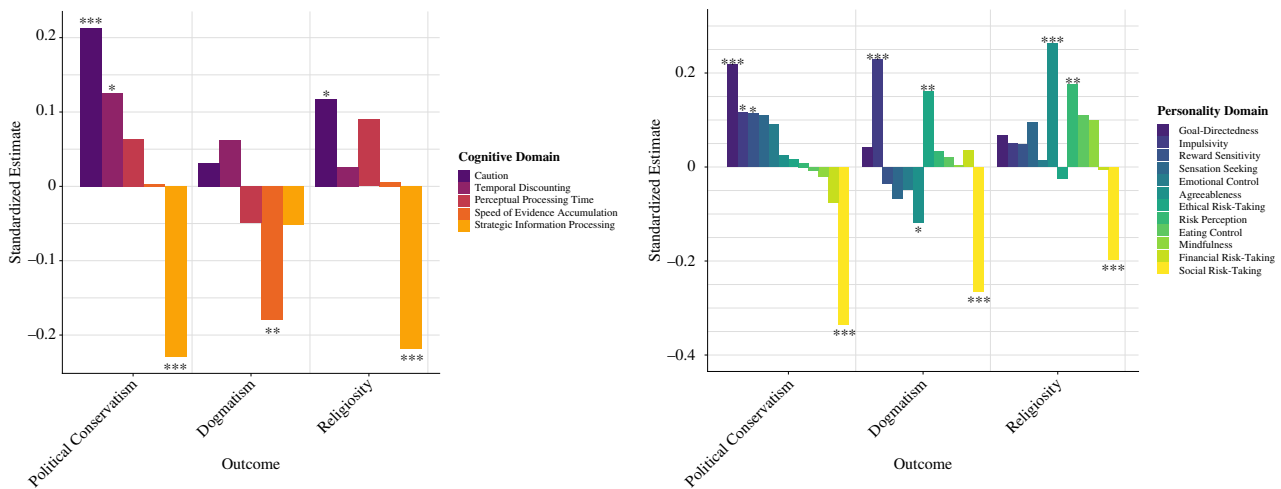 ***
*
*
**
***
***
0.2
0.1
0
−0.1
−0.2
Standardized Estimate
Political Conservatism
Dogmatism
Religiosity
Outcome
Cognitive Domain
Caution
Temporal Discounting
Perceptual Processing Time
Speed of Evidence Accumulation
Strategic Information Processing
***
*
*
***
***
**
*
***
***
**
***
0.2
0
−0.2
−0.4
Standardized Estimate
Political Conservatism
Dogmatism
Religiosity
Outcome
Personality Domain
Goal-Directedness
Impulsivity
Reward Sensitivity
Sensation Seeking
Emotional Control
Agreeableness
Ethical Risk-Taking
Risk Perception
Eating Control
Mindfulness
Financial Risk-Taking
Social Risk-Taking